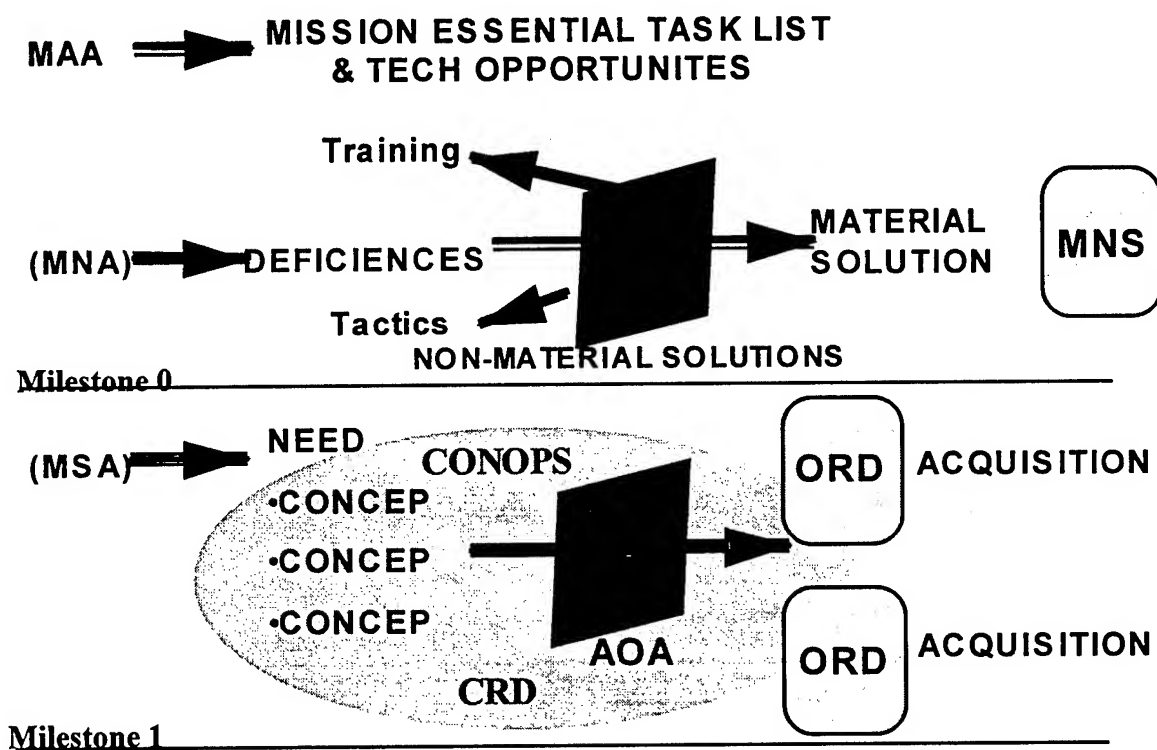 MAA
MISSION ESSENTIAL TASK LIST
& TECH OPPORTUNITES
Training
(MNA)
DEFICIENCES
MATERIAL
SOLUTION
MNS
Tactics
NON-MATERIAL SOLUTIONS
Milestone 0
(MSA)
NEED
CONOPS
•CONCEP
•CONCEP
•CONCEP
AOA
CRD
ORD
ACQUISITION
ORD
ACQUISITION
Milestone 1